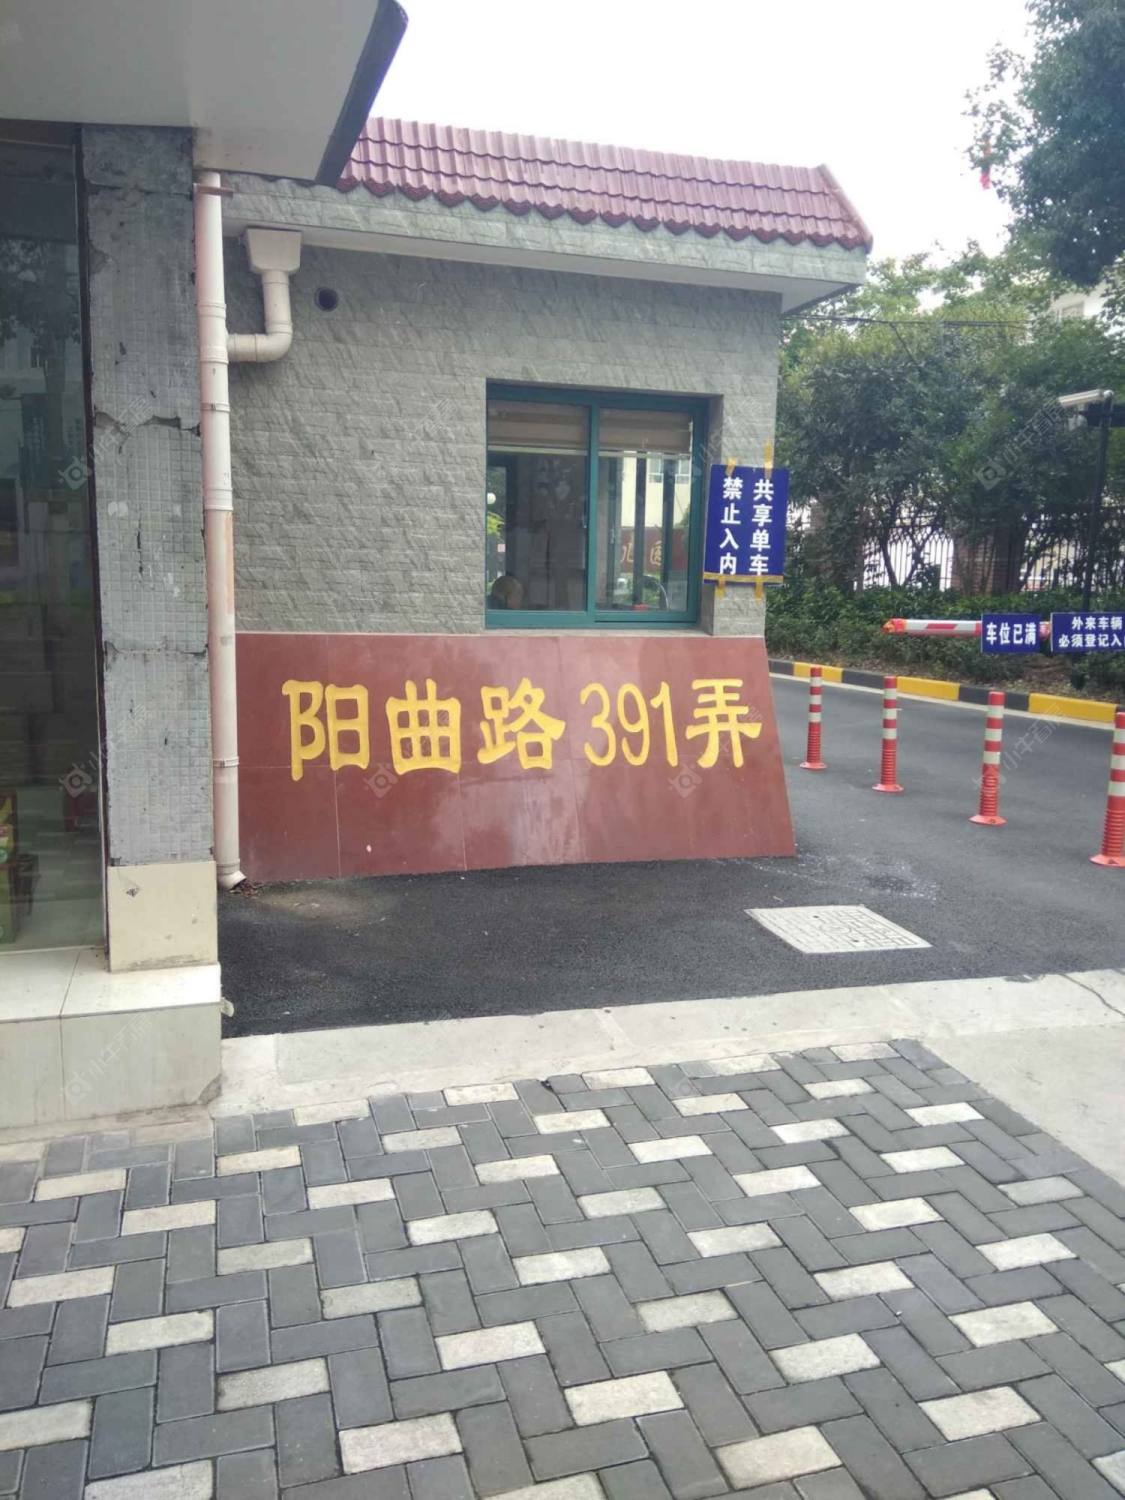 共享单车
禁止入内
阳曲路391弄
车位已满
外来车辆
必须登记入